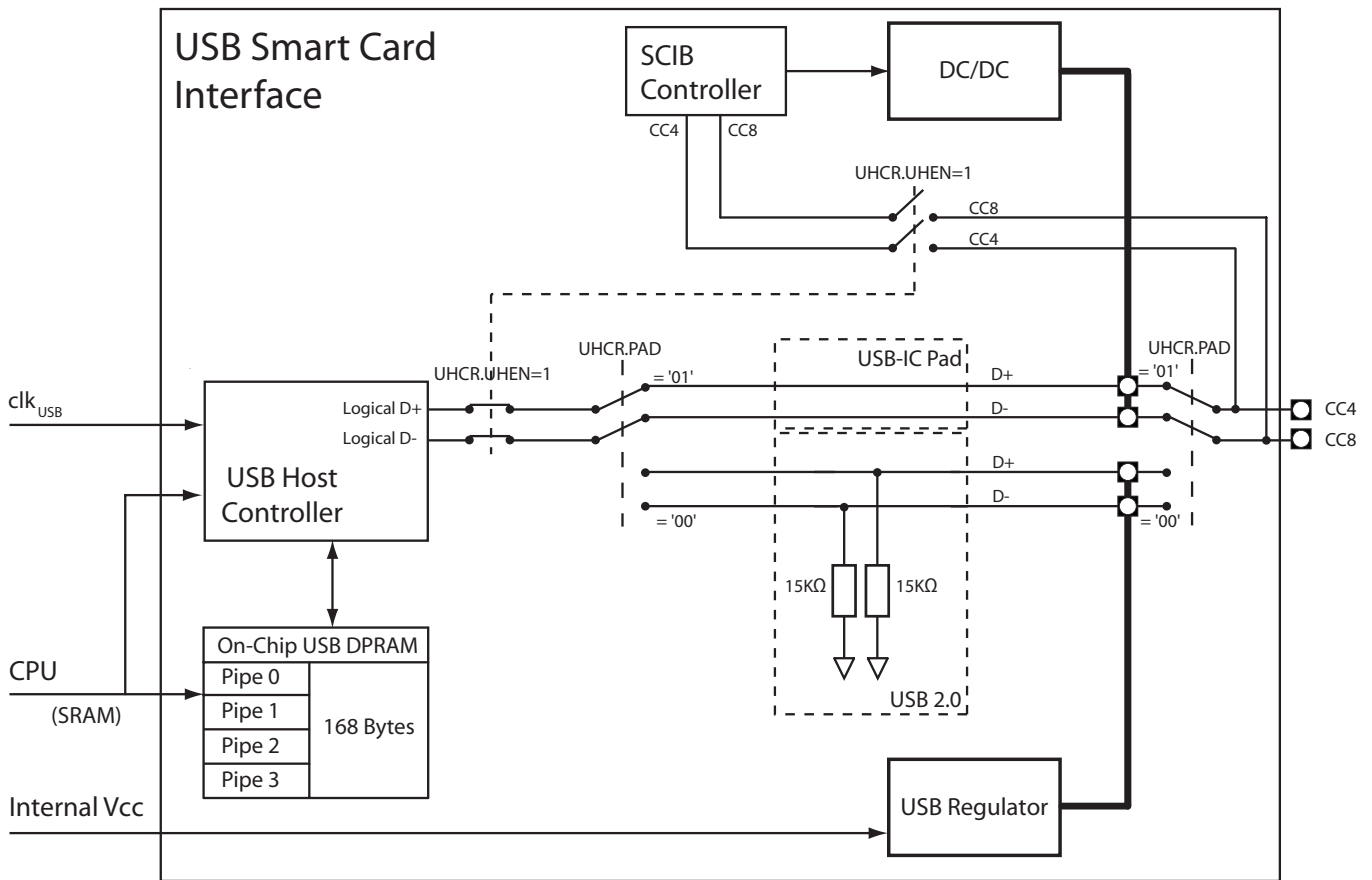 USB Smart Card
Interface
SCIB
Controller
DC/DC
CC4
CC8
UHCR.UHEN=1
CC8
CC4
UHCR.PAD
USB-IC Pad
UHCR.PAD
UHCR.UHEN=1
= '01'
D+
= '01'
clkUSB
Logical D+
D-
CC4
Logical D-
CC8
USB Host
Controller
D+
D-
= '00'
= '00'
15KΩ
15KΩ
On-Chip USB DPRAM
CPU
Pipe 0
(SRAM)
Pipe 1
168 Bytes
USB 2.0
Pipe 2
Pipe 3
Internal Vcc
USB Regulator